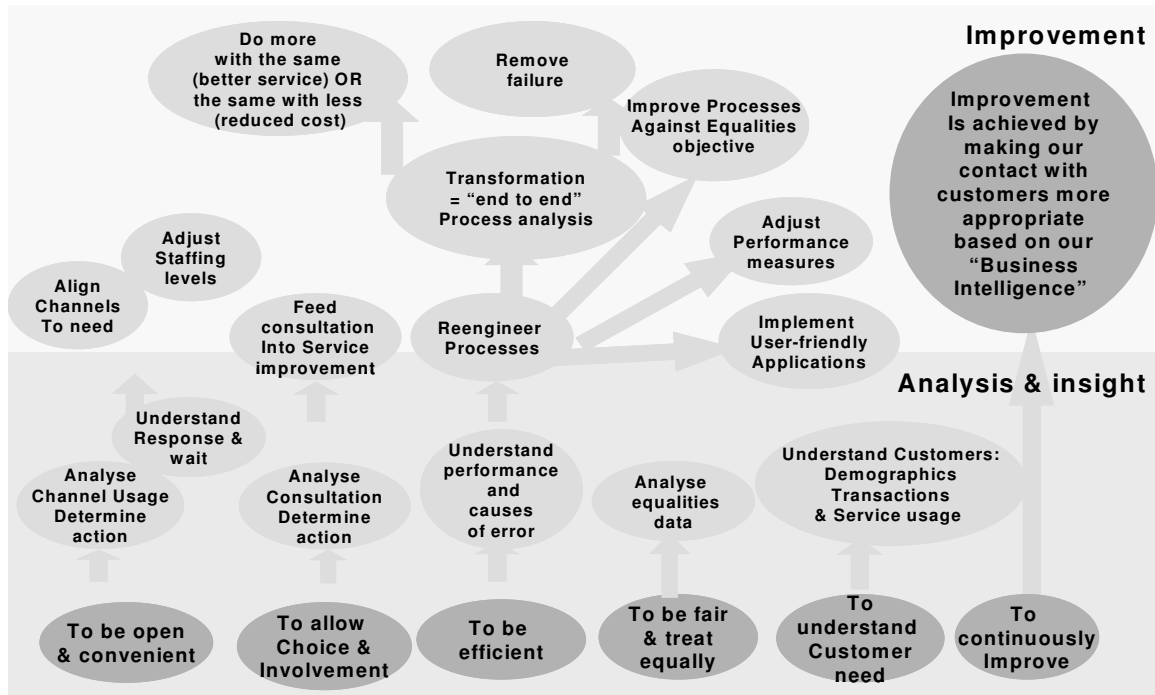 Improvement
Do more
with the same
(better service) OR
the same with less
(reduced cost)
Remove
failure
Improve Processes
Against Equalities
objective
Improvement
Is achieved by
making our
contact with
customers more
appropriate
based on our
“Business
Intelligence”
Transformation
= “end to end”
Process analysis
Adjust
Staffing
levels
Adjust
Performance
measures
Align
Channels
To need
Feed
consultation
Into Service
improvement
Reengineer
Processes
Implement
User-friendly
Applications
Analysis & insight
Understand
Response &
wait
Analyse
Channel Usage
Determine
action
Analyse
Consultation
Determine
action
Understand
performance
and
causes
of error
Analyse
equalities
data
Understand Customers:
Demographics
Transactions
& Service usage
To be open
& convenient
To allow
Choice &
Involvement
To be
efficient
To be fair
& treat
equally
To
understand
Customer
need
To
continuously
Improve